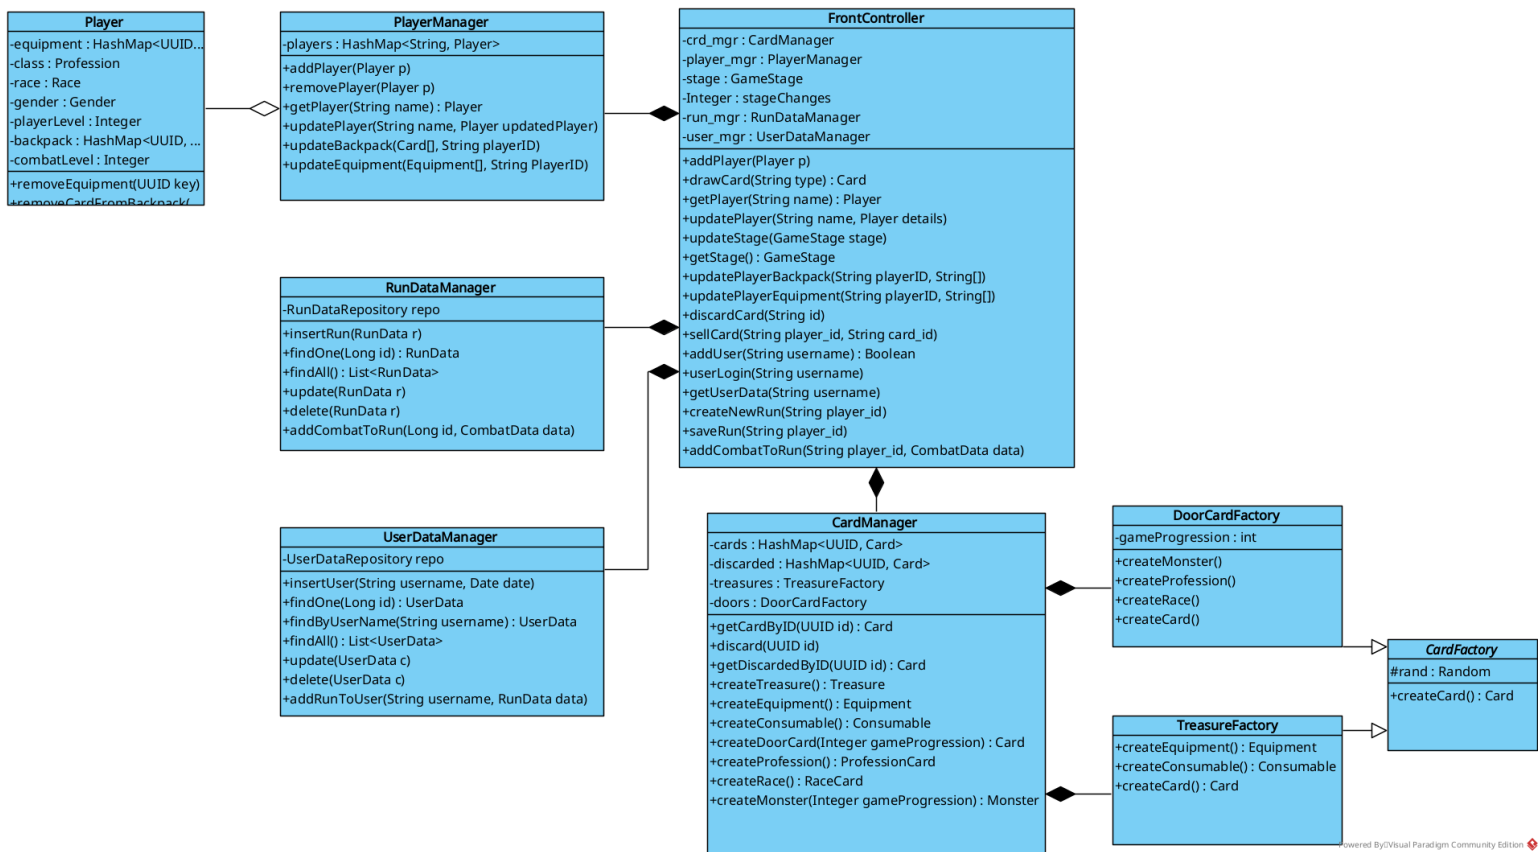 Player
-equipment : HashMap<UUID...
-class : Profession
-race : Race
-gender : Gender
-playerLevel : Integer
-backpack : HashMap<UUID, ...
-combatLevel : Integer
+removeEquipment(UUID key)
+removeCardFromBackpack(
PlayerManager
-players : HashMap<String, Player>
+addPlayer(Player p)
+removePlayer(Player p)
+getPlayer(String name) : Player
+updatePlayer(String name, Player updatedPlayer)
+updateBackpack(Card[], String playerID)
+updateEquipment(Equipment[], String PlayerID)
FrontController
-crd_mgr : CardManager
-player_mgr : PlayerManager
-stage : GameStage
-Integer : stageChanges
-run_mgr : RunDataManager
-user_mgr : UserDataManager
+addPlayer(Player p)
+drawCard(String type) : Card
+getPlayer(String name) : Player
+updatePlayer(String name, Player details)
+updateStage(GameStage stage)
+getStage() : GameStage
+updatePlayerBackpack(String playerID, String[])
+updatePlayerEquipment(String playerID, String[])
+discardCard(String id)
+sellCard(String player_id, String card_id)
+addUser(String username) : Boolean
+userLogin(String username)
+getUserData(String username)
+createNewRun(String player_id)
+saveRun(String player_id)
+addCombatToRun(String player_id, CombatData data)
RunDataManager
-RunDataRepository repo
+insertRun(RunData r)
+findOne(Long id) : RunData
+findAll() : List<RunData>
+update(RunData r)
+delete(RunData r)
+addCombatToRun(Long id, CombatData data)
UserDataManager
-UserDataRepository repo
+insertUser(String username, Date date)
+findOne(Long id) : UserData
+findByUserName(String username) : UserData
+findAll() : List<UserData>
+update(UserData c)
+delete(UserData c)
+addRunToUser(String username, RunData data)
CardManager
-cards : HashMap<UUID, Card>
-discarded : HashMap<UUID, Card>
-treasures : TreasureFactory
-doors : DoorCardFactory
+getCardByID(UUID id) : Card
+discard(UUID id)
+getDiscardedByID(UUID id) : Card
+createTreasure() : Treasure
+createEquipment() : Equipment
+createConsumable() : Consumable
+createDoorCard(Integer gameProgression) : Card
+createProfession() : ProfessionCard
+createRace() : RaceCard
+createMonster(Integer gameProgression) : Monster
DoorCardFactory
-gameProgression : int
+createMonster()
+createProfession()
+createRace()
+createCard()
CardFactory
#rand : Random
+createCard() : Card
TreasureFactory
+createEquipment() : Equipment
+createConsumable() : Consumable
+createCard() : Card
Powered By Visual Paradigm Community Edition